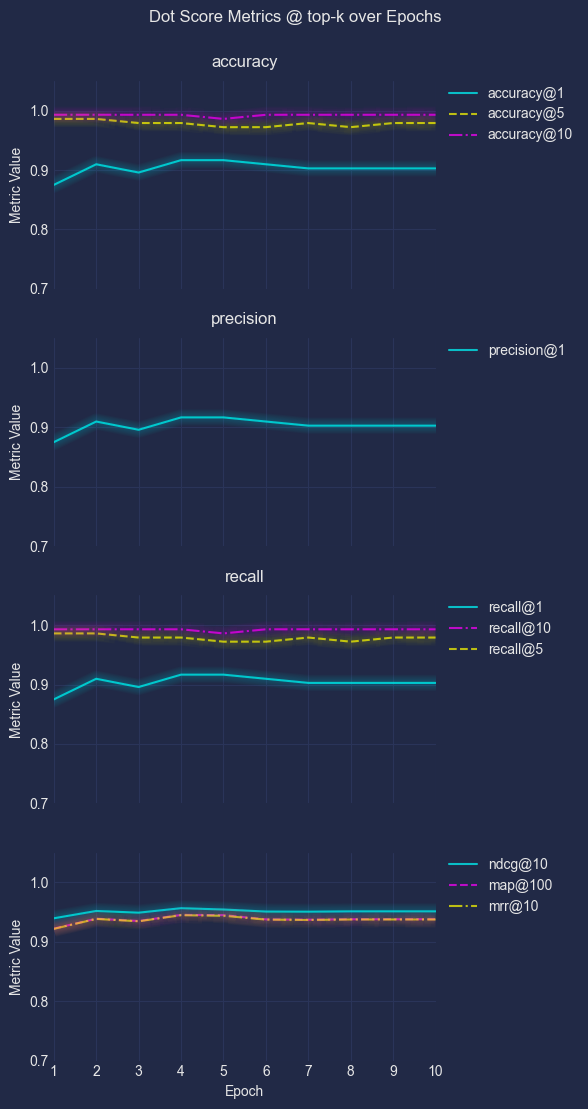 Dot Score Metrics @ top-k over Epochs
accuracy
Metric Value
1.0
0.9
0.8
0.7
accuracy@1
accuracy@5
accuracy@10
precision
Metric Value
1.0
0.9
0.8
0.7
precision@1
recall
Metric Value
1.0
0.9
0.8
0.7
recall@1
recall@10
recall@5
Metric Value
1.0
0.9
0.8
0.7
ndcg@10
map@100
mrr@10
1 2 3 4 5 6 7 8 9 10
Epoch